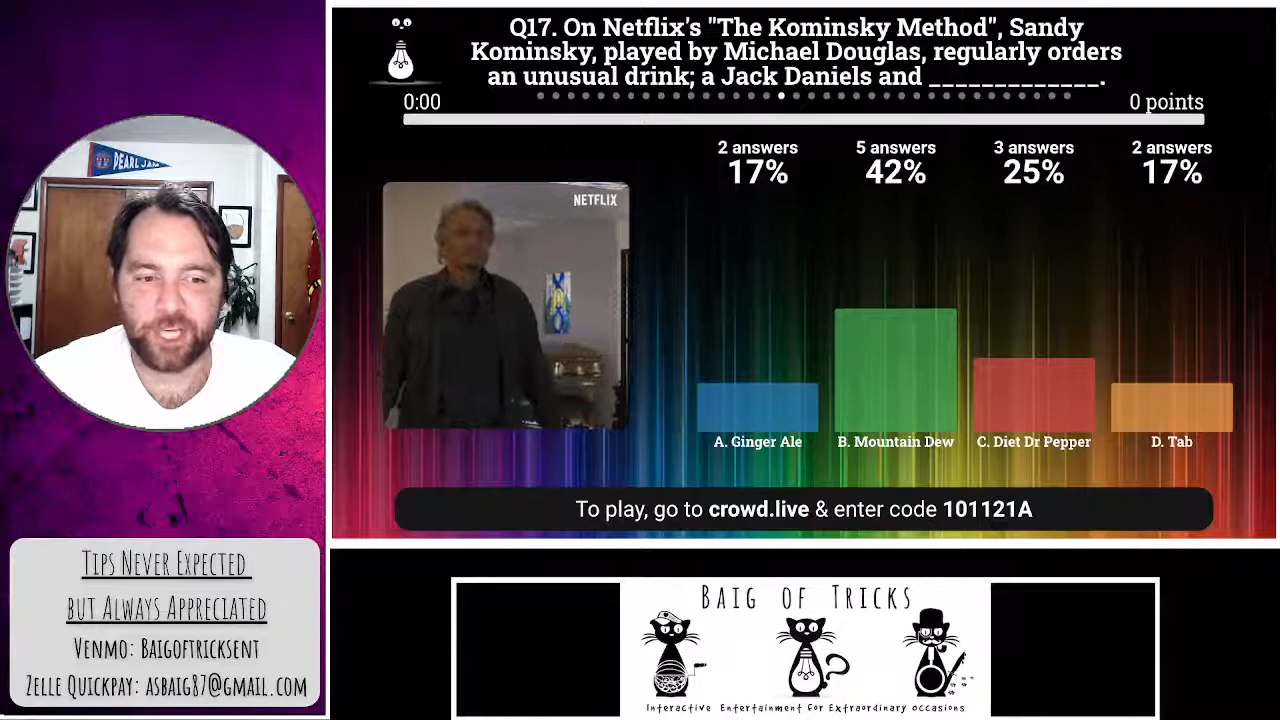 Q17. On Netflix's "The Kominsky Method", Sandy
Kominsky, played by Michael Douglas, regularly orders
an unusual drink; a Jack Daniels and _____________.
0:00
0 points
2 answers
17%
5 answers
42%
3 answers
25%
2 answers
17%
NETFLIX
A. Ginger Ale
B. Mountain Dew
C. Diet Dr Pepper
D. Tab
To play, go to crowd.live & enter code 101121A
PEARL JAM
Tips Never Expected
but Always Appreciated
Venmo: Baigoftricksent
Zelle Quickpay: asbaig87@gmail.com
Baig of Tricks
Interactive Entertainment for Extraordinary Occasions